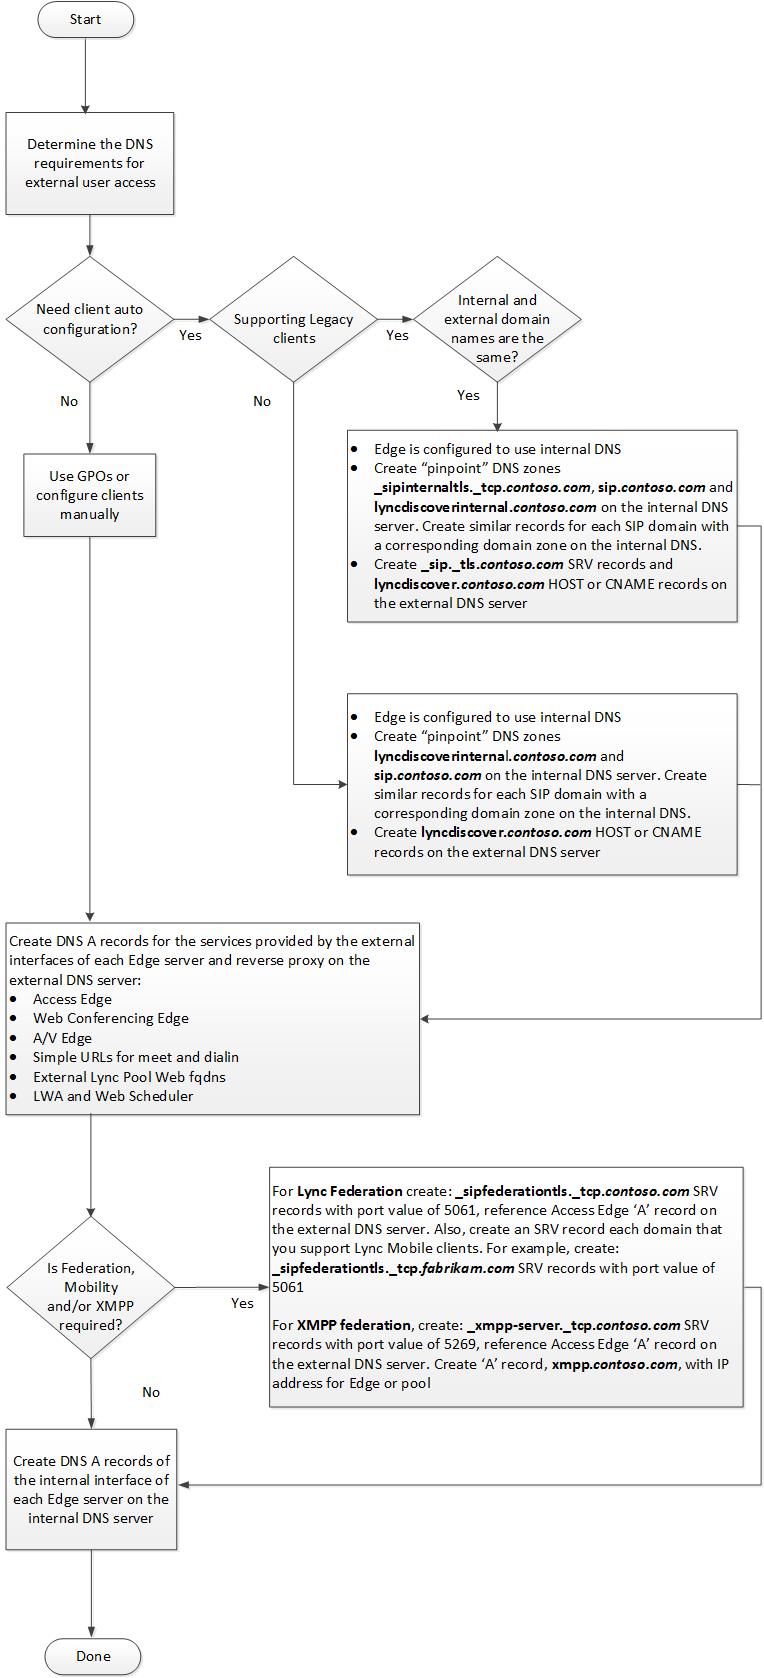 Start
Determine the DNS
requirements for
external user access
Need client auto
configuration?
Yes
Supporting Legacy
clients
Yes
Internal and
external domain
names are the
same?
No
No
Yes
Use GPOs or
configure clients
manually
● Edge is configured to use internal DNS
● Create “pinpoint” DNS zones
_sipinternaltls._tcp.contoso.com, sip.contoso.com and
lyncdiscoverinternal.contoso.com on the internal DNS
server. Create similar records for each SIP domain with
a corresponding domain zone on the internal DNS.
● Create _sip._tls.contoso.com SRV records and
lyncdiscover.contoso.com HOST or CNAME records on
the external DNS server
● Edge is configured to use internal DNS
● Create “pinpoint” DNS zones
lyncdiscoverinternal.contoso.com and
sip.contoso.com on the internal DNS server. Create
similar records for each SIP domain with a
corresponding domain zone on the internal DNS.
● Create lyncdiscover.contoso.com HOST or CNAME
records on the external DNS server
Create DNS A records for the services provided by the external
interfaces of each Edge server and reverse proxy on the
external DNS server:
● Access Edge
● Web Conferencing Edge
● A/V Edge
● Simple URLs for meet and dialin
● External Lync Pool Web fqdns
● LWA and Web Scheduler
Is Federation,
Mobility
and/or XMPP
required?
Yes
For Lync Federation create: _sipfederationtls._tcp.contoso.com SRV
records with port value of 5061, reference Access Edge ‘A’ record on
the external DNS server. Also, create an SRV record each domain that
you support Lync Mobile clients. For example, create:
_sipfederationtls._tcp.fabrikam.com SRV records with port value of
5061
For XMPP federation, create: _xmpp-server._tcp.contoso.com SRV
records with port value of 5269, reference Access Edge ‘A’ record on
the external DNS server. Create ‘A’ record, xmpp.contoso.com, with IP
address for Edge or pool
No
Create DNS A records of
the internal interface of
each Edge server on the
internal DNS server
Done